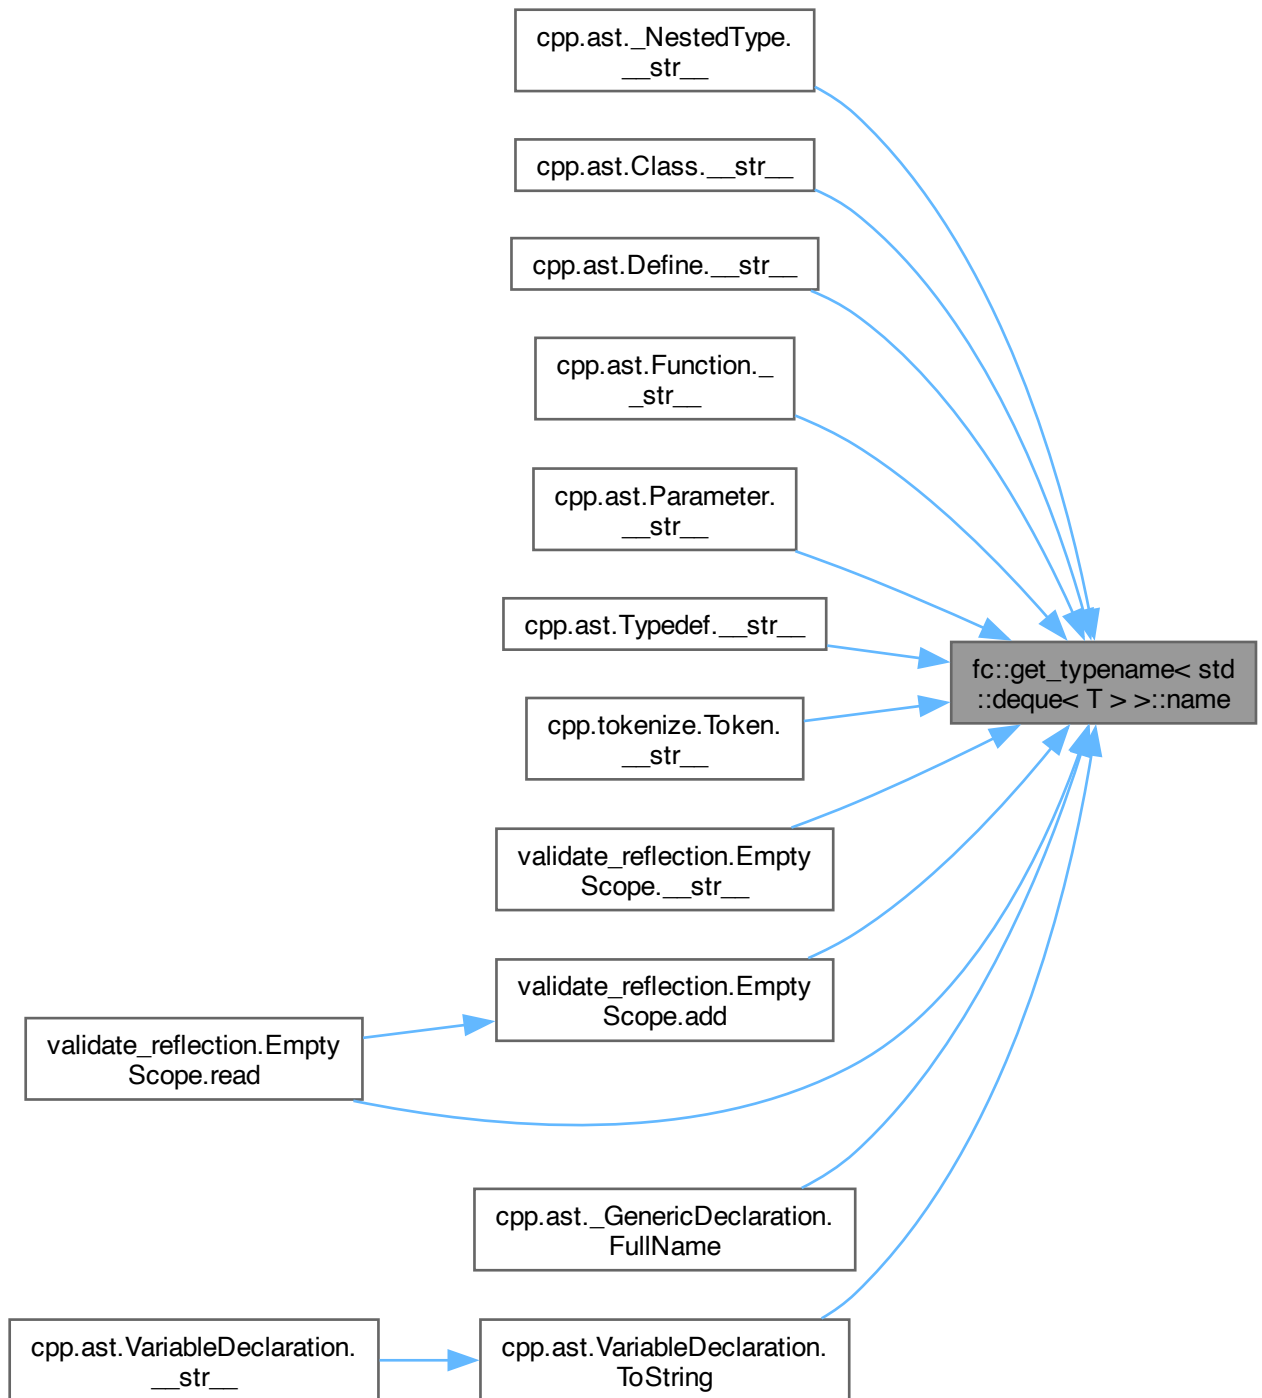 cpp.ast._NestedType.
__str__
cpp.ast.Class.__str__
cpp.ast.Define.__str__
cpp.ast.Function._
_str__
cpp.ast.Parameter.
__str__
cpp.ast.Typedef.__str__
fc::get_typename< std
::deque< T > >::name
cpp.tokenize.Token.
__str__
validate_reflection.Empty
Scope.__str__
validate_reflection.Empty
Scope.add
validate_reflection.Empty
Scope.read
cpp.ast._GenericDeclaration.
FullName
cpp.ast.VariableDeclaration.
__str__
cpp.ast.VariableDeclaration.
ToString